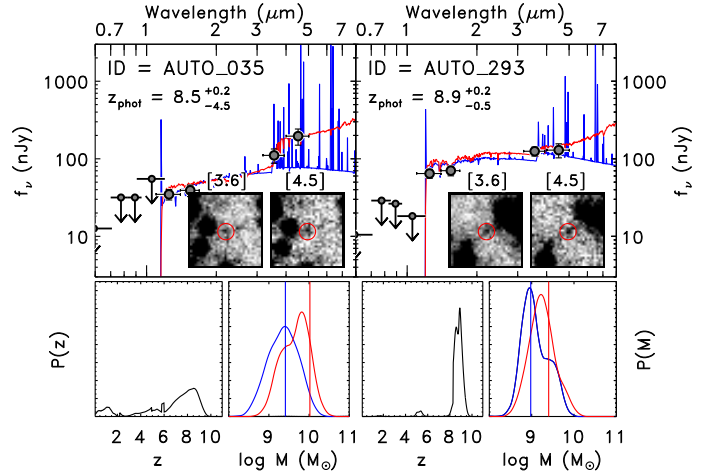 Wavelength (μm) Wavelength (μm)
0.7 1 2 5 7 0.7 1 2 5 7
ID = AUTO_035 ID = AUTO_293
z_phot = 8.5 +0.2 -4.5 z_phot = 8.9 +0.2 -0.5
1000 1000
100 100
10 10
f_ν (nJy) f_ν (nJy)
[3.6] [4.5] [3.6] [4.5]
P(z) P(M)
2 4 6 8 10 9 10 11 2 4 6 8 10 9 10 11
z log M (M_⊙) z log M (M_⊙)